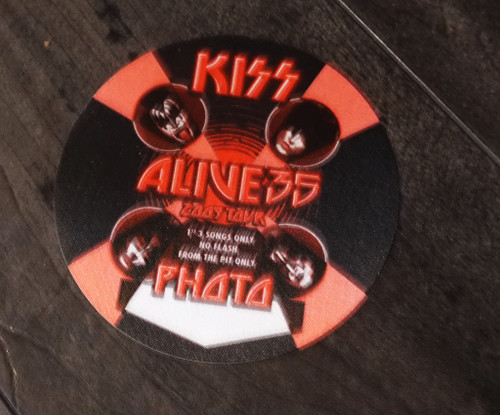 KISS
ALIVE 35
2009 TOUR
1ST 3 SONGS ONLY
NO FLASH
FROM THE PIT ONLY
PHOTO